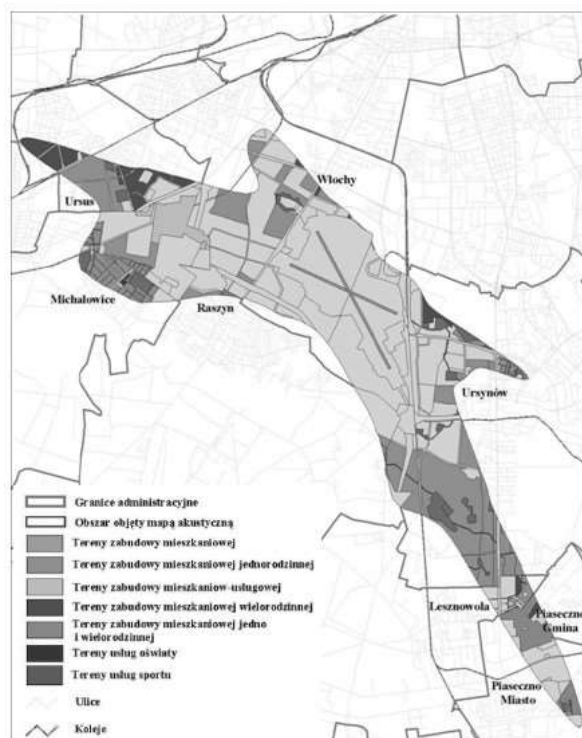 Włochy
Ursus
Michałowice
Raszyn
Ursynów
Lesznowola
Piaseczno
Gmina
Piaseczno
Miasto
Granice administracyjne
Obszar objęty mapą akustyczną
Tereny zabudowy mieszkaniowej
Tereny zabudowy mieszkaniowej jednorodzinnej
Tereny zabudowy mieszkaniow-usługowej
Tereny zabudowy mieszkaniowej wielorodzinnej
Tereny zabudowy mieszkaniowej jedno
i wielorodzinnej
Tereny usług oświaty
Tereny usług sportu
Ulice
Koleje